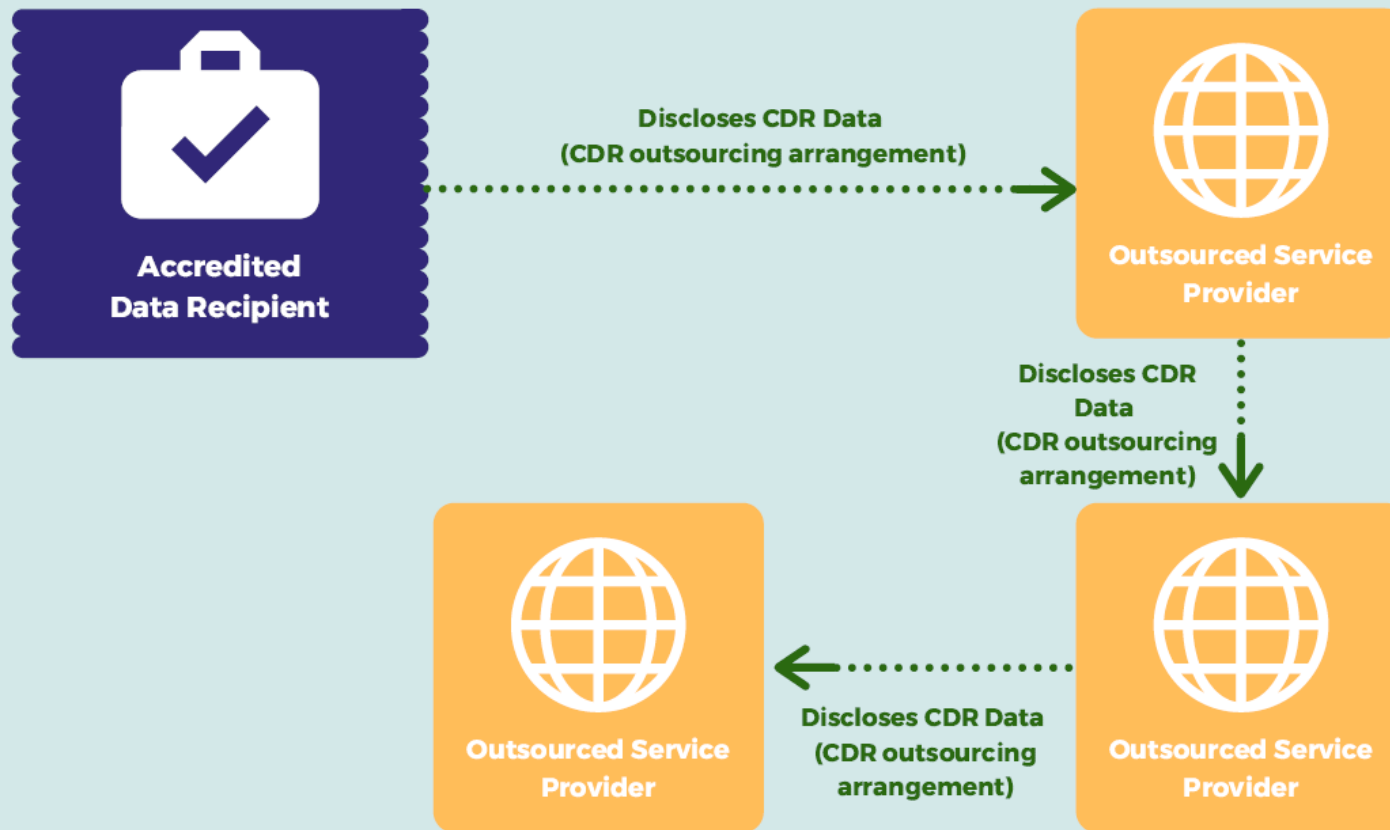 Accredited
Data Recipient
Discloses CDR Data
(CDR outsourcing arrangement)
Outsourced Service
Provider
Discloses CDR
Data
(CDR outsourcing
arrangement)
Outsourced Service
Provider
Discloses CDR Data
(CDR outsourcing
arrangement)
Outsourced Service
Provider